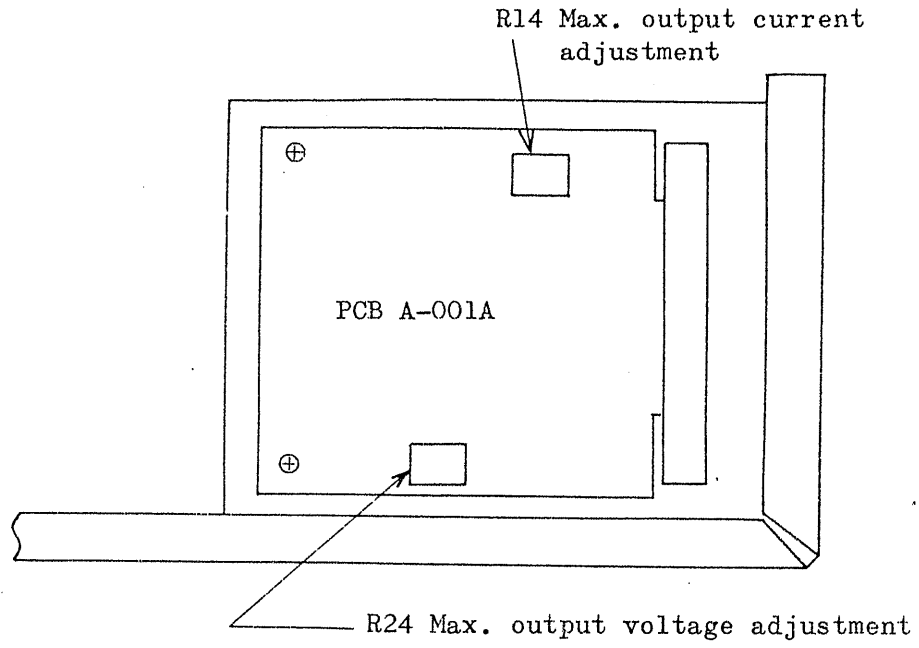 R14 Max. output current
adjustment
PCB A-001A
R24 Max. output voltage adjustment